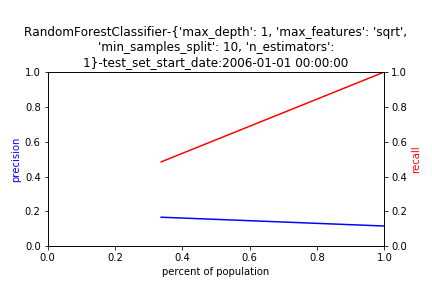 RandomForestClassifier-{'max_depth': 1, 'max_features': 'sqrt',
'min_samples_split': 10, 'n_estimators':
1}-test_set_start_date:2006-01-01 00:00:00
1.0
0.8
0.6
0.4
0.2
0.0
precision
1.0
0.8
0.6
0.4
0.2
0.0
recall
0.0 0.2 0.4 0.6 0.8 1.0
percent of population